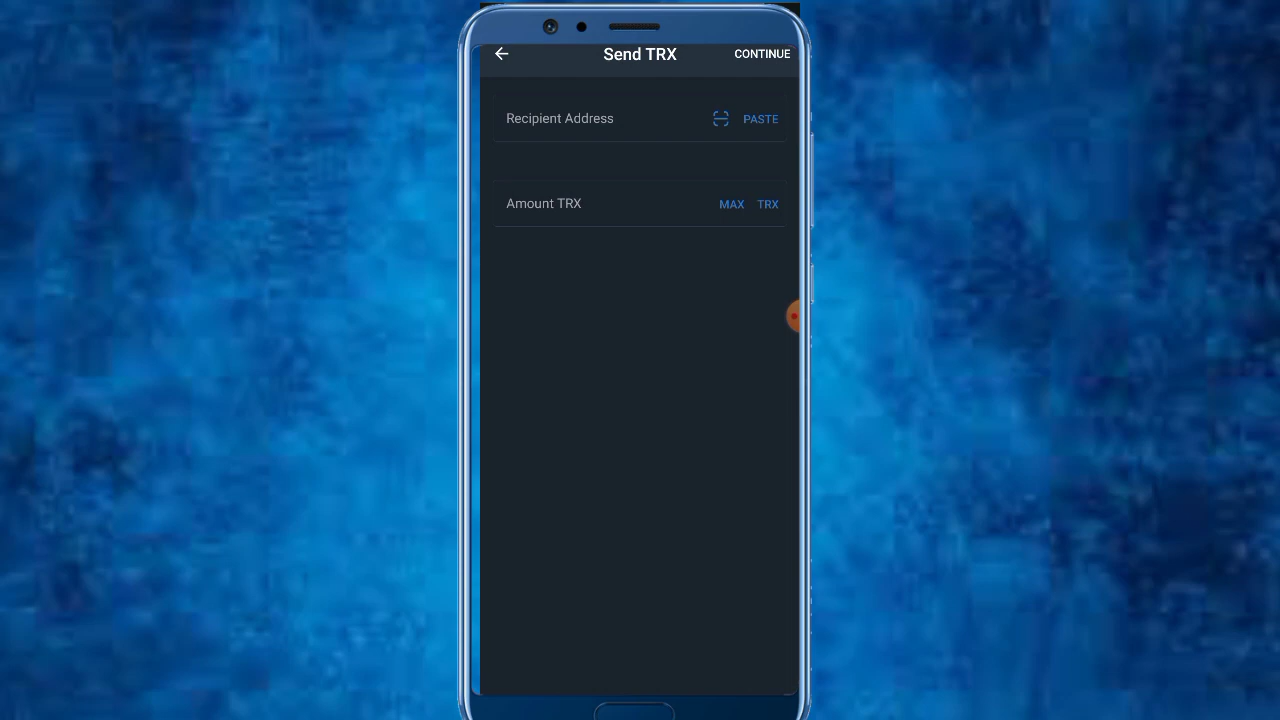 Send TRX CONTINUE
Recipient Address PASTE
Amount TRX MAX TRX